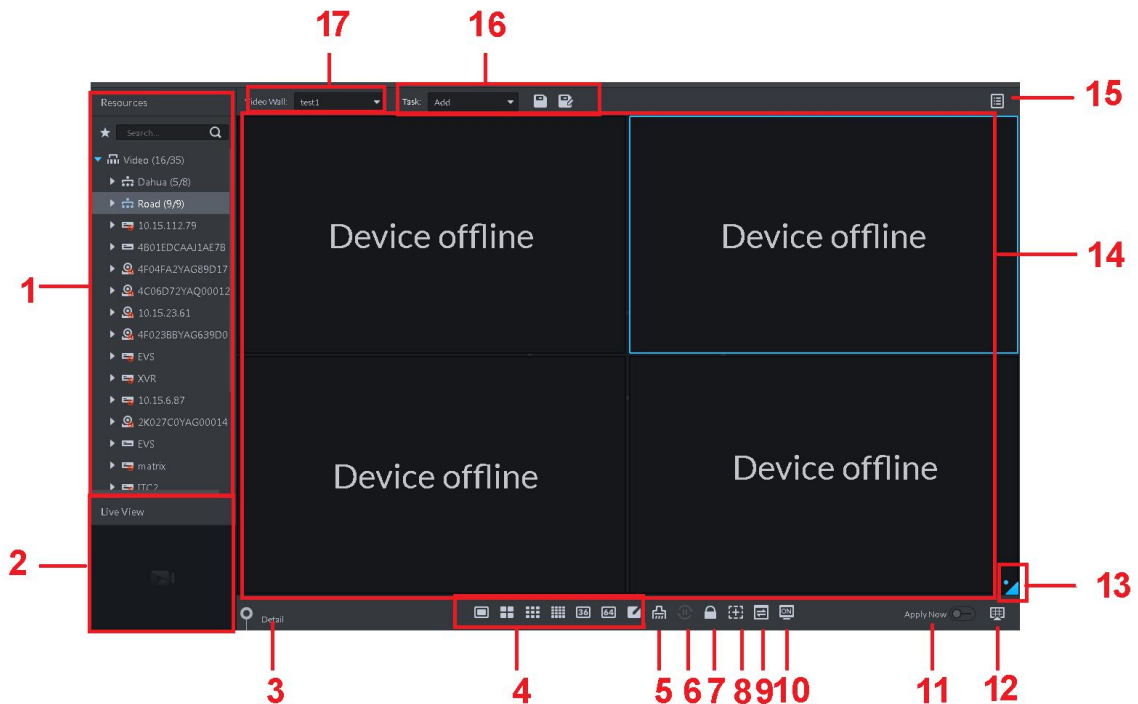 17 16
Resources
Video Wall: test1 Task: Add
15
Search...
Video (16/35)
Dahua (5/8)
Road (9/9)
10.15.112.79
4B01EDCAAJ1AE7B
4F04FA2YAG89D17
4C06D72YAQ00012
10.15.23.61
4F023BBYAG639D0
EVS
XVR
10.15.6.87
2K027C0YAG00014
EVS
matrix
ITC2
1
Live View
2
Device offline Device offline
14
Device offline Device offline
13
Detail 36 64 ON Apply Now
3 4 5 6 7 8 9 10 11 12